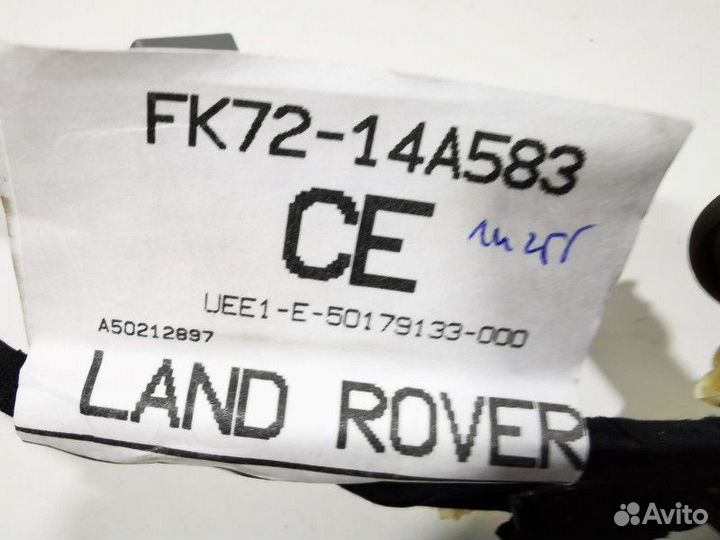 FK72-14A583
CE
UEE1-E-50179133-000
A50212897
LAND ROVER
Avito